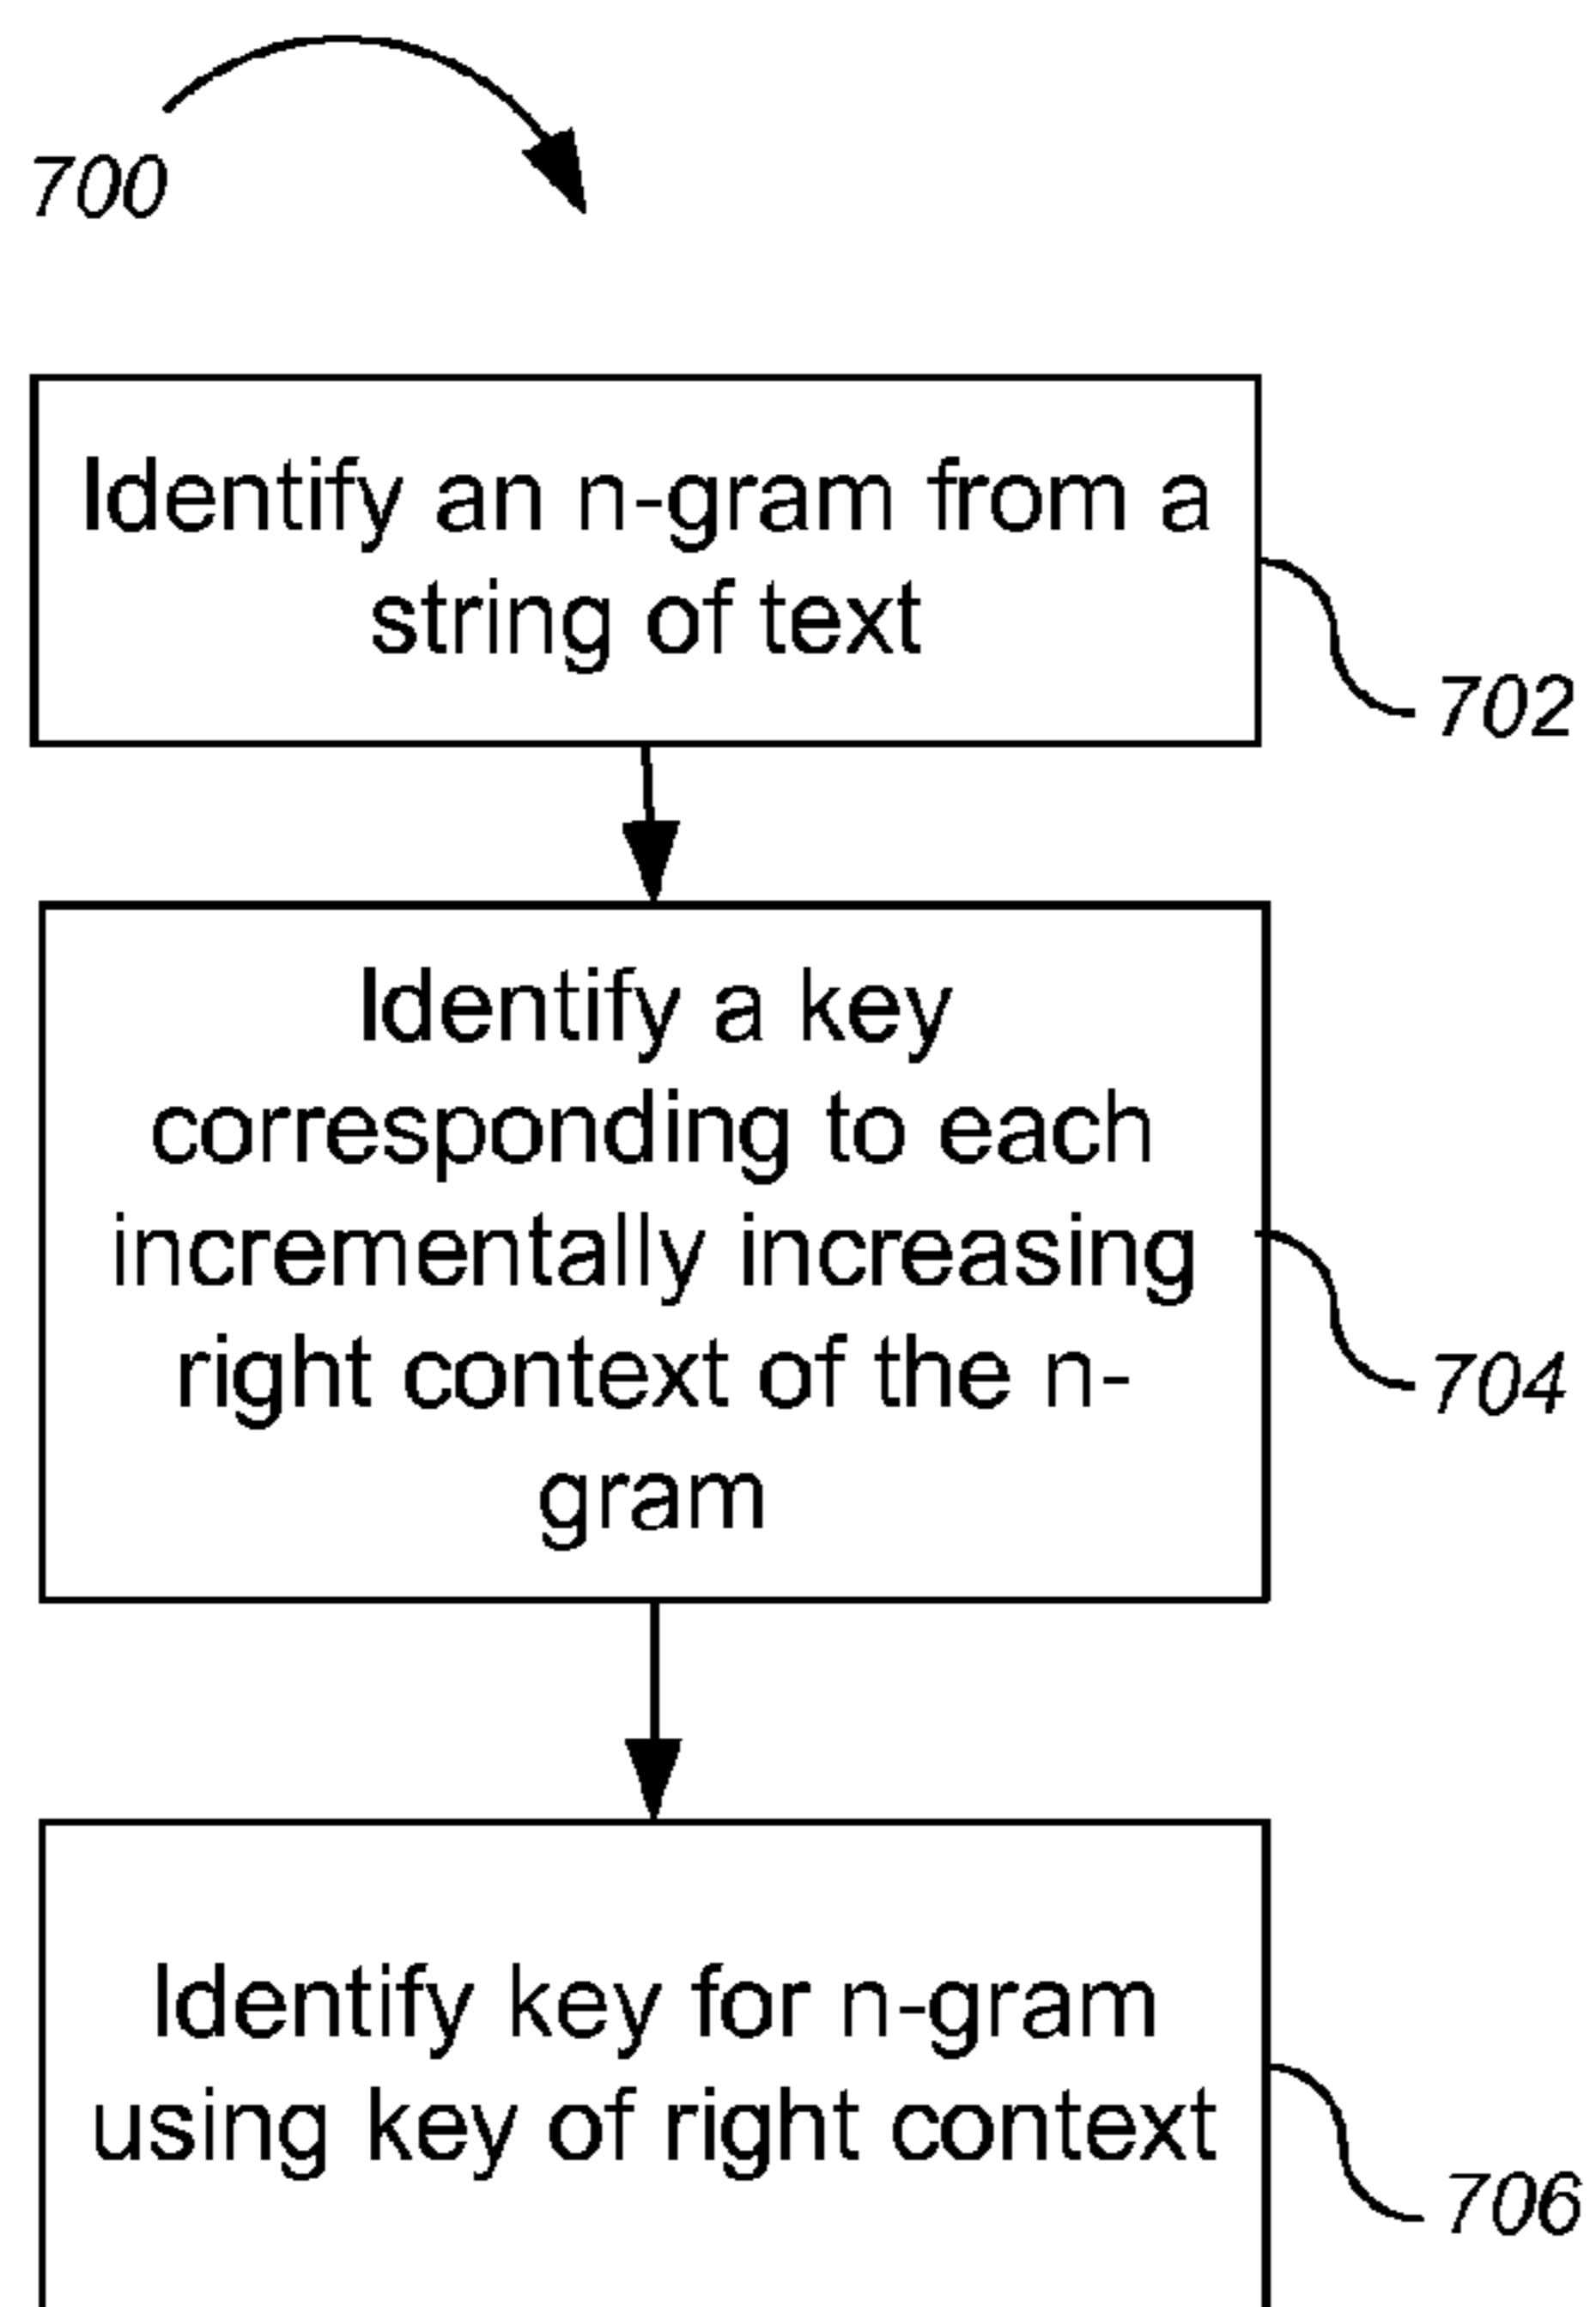 700
Identify an n-gram from a
string of text
702
Identify a key
corresponding to each
incrementally increasing
right context of the n-
gram
704
Identify key for n-gram
using key of right context
706